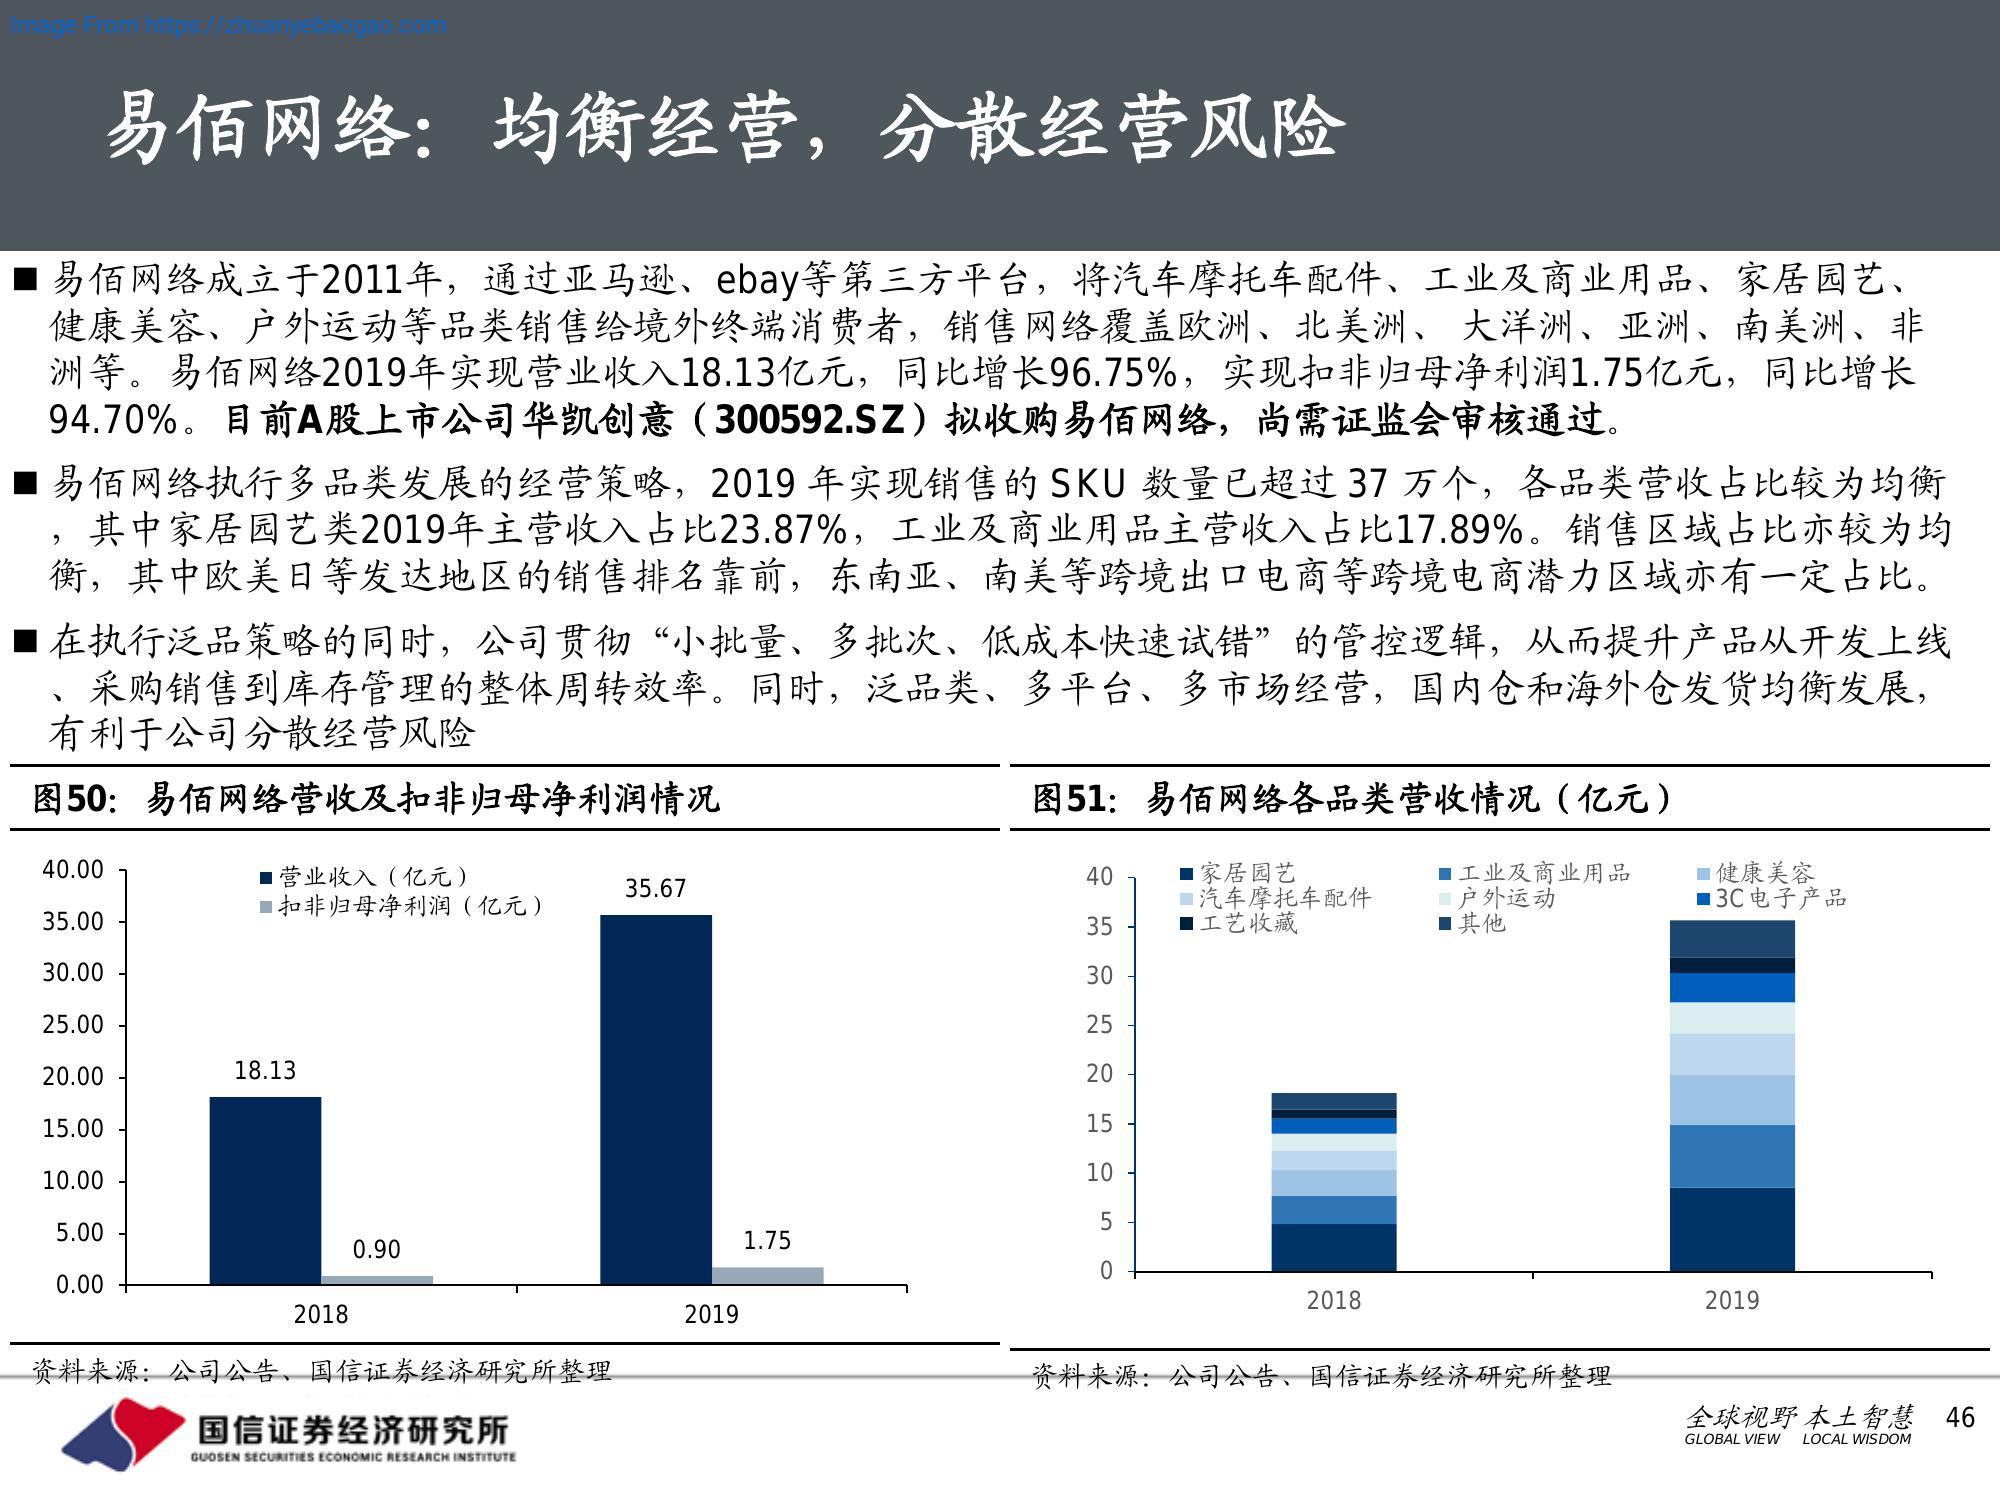 Image From https://zhuanyebaogao.com
易佰网络：均衡经营，分散经营风险
■ 易佰网络成立于2011年，通过亚马逊、ebay等第三方平台，将汽车摩托车配件、工业及商业用品、家居园艺、
健康美容、户外运动等品类销售给境外终端消费者，销售网络覆盖欧洲、北美洲、 大洋洲、亚洲、南美洲、非
洲等。易佰网络2019年实现营业收入18.13亿元，同比增长96.75%，实现扣非归母净利润1.75亿元，同比增长
94.70%。目前A股上市公司华凯创意（300592.SZ）拟收购易佰网络，尚需证监会审核通过。
■ 易佰网络执行多品类发展的经营策略，2019 年实现销售的 SKU 数量已超过 37 万个，各品类营收占比较为均衡
，其中家居园艺类2019年主营收入占比23.87%，工业及商业用品主营收入占比17.89%。销售区域占比亦较为均
衡，其中欧美日等发达地区的销售排名靠前，东南亚、南美等跨境出口电商等跨境电商潜力区域亦有一定占比。
■ 在执行泛品策略的同时，公司贯彻“小批量、多批次、低成本快速试错”的管控逻辑，从而提升产品从开发上线
、采购销售到库存管理的整体周转效率。同时，泛品类、多平台、多市场经营，国内仓和海外仓发货均衡发展，
有利于公司分散经营风险
图50：易佰网络营收及扣非归母净利润情况
40.00
35.00
30.00
25.00
20.00
15.00
10.00
5.00
0.00
营业收入（亿元）
扣非归母净利润（亿元）
18.13
0.90
35.67
1.75
2018
2019
资料来源：公司公告、国信证券经济研究所整理
图51：易佰网络各品类营收情况（亿元）
40
35
30
25
20
15
10
5
0
家居园艺 工业及商业用品 健康美容
汽车摩托车配件 户外运动 3C电子产品
工艺收藏 其他
2018
2019
资料来源：公司公告、国信证券经济研究所整理
国信证券经济研究所
GUOSEN SECURITIES ECONOMIC RESEARCH INSTITUTE
全球视野 本土智慧
GLOBAL VIEW LOCAL WISDOM
46